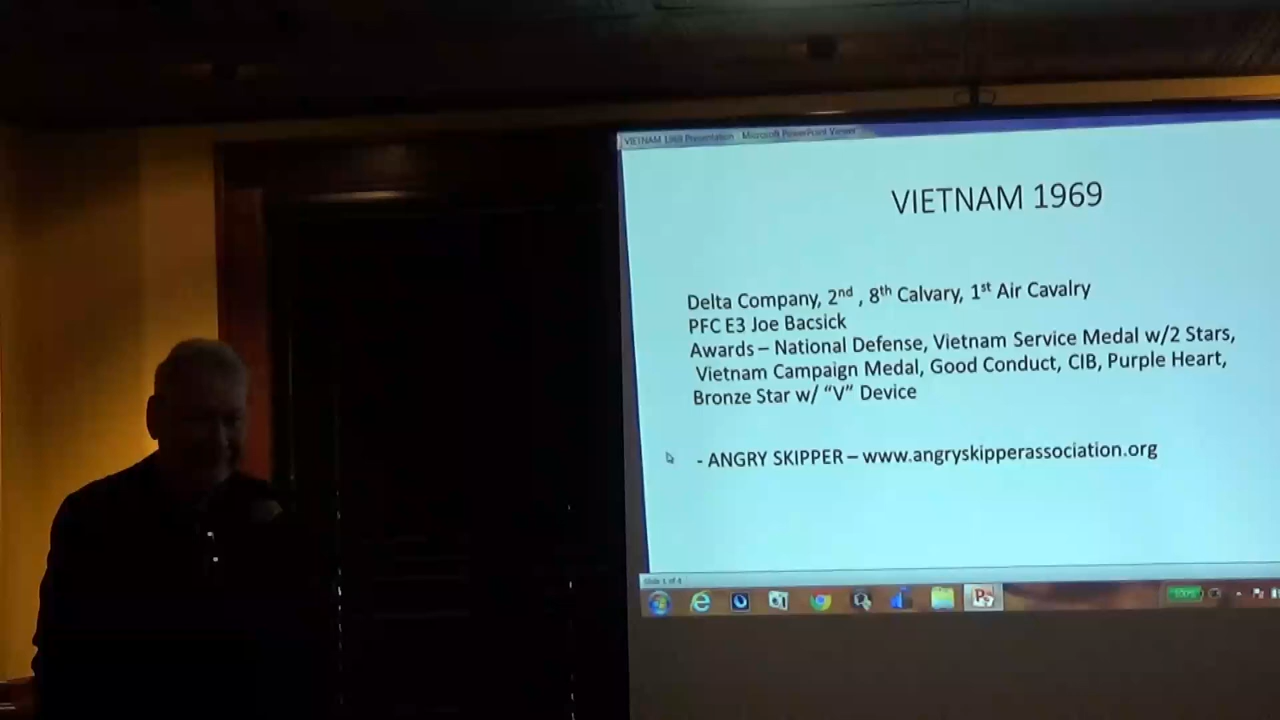 VIETNAM 1969 Presentation - Microsoft PowerPoint Viewer
VIETNAM 1969
Delta Company, 2nd , 8th Calvary, 1st Air Cavalry
PFC E3 Joe Bacsick
Awards – National Defense, Vietnam Service Medal w/2 Stars,
Vietnam Campaign Medal, Good Conduct, CIB, Purple Heart,
Bronze Star w/ “V” Device
- ANGRY SKIPPER – www.angryskipperassociation.org
Slide 1 of 4
100%